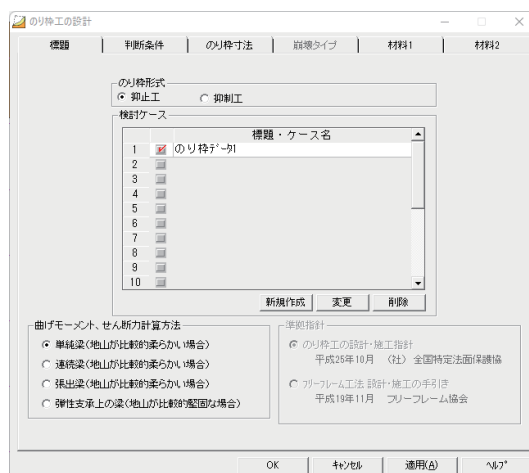 のり枠工の設計
標題 判断条件 のり枠寸法 崩壊タイプ 材料1 材料2
のり枠形式
抑止工 抑制工
検討ケース
標題・ケース名
1 のり枠ﾃﾞｰﾀ1
2
3
4
5
6
7
8
9
10
新規作成 変更 削除
曲げモーメント、せん断力計算方法
単純梁(地山が比較的柔らかい場合)
連続梁(地山が比較的柔らかい場合)
張出梁(地山が比較的柔らかい場合)
弾性支承上の梁(地山が比較的堅固な場合)
準拠指針
のり枠工の設計・施工指針
平成25年10月 (社) 全国特定法面保護協
フリーフレーム工法 設計・施工の手引き
平成19年11月 フリーフレーム協会
OK ｷｬﾝｾﾙ 適用(A) ﾍﾙﾌﾟ